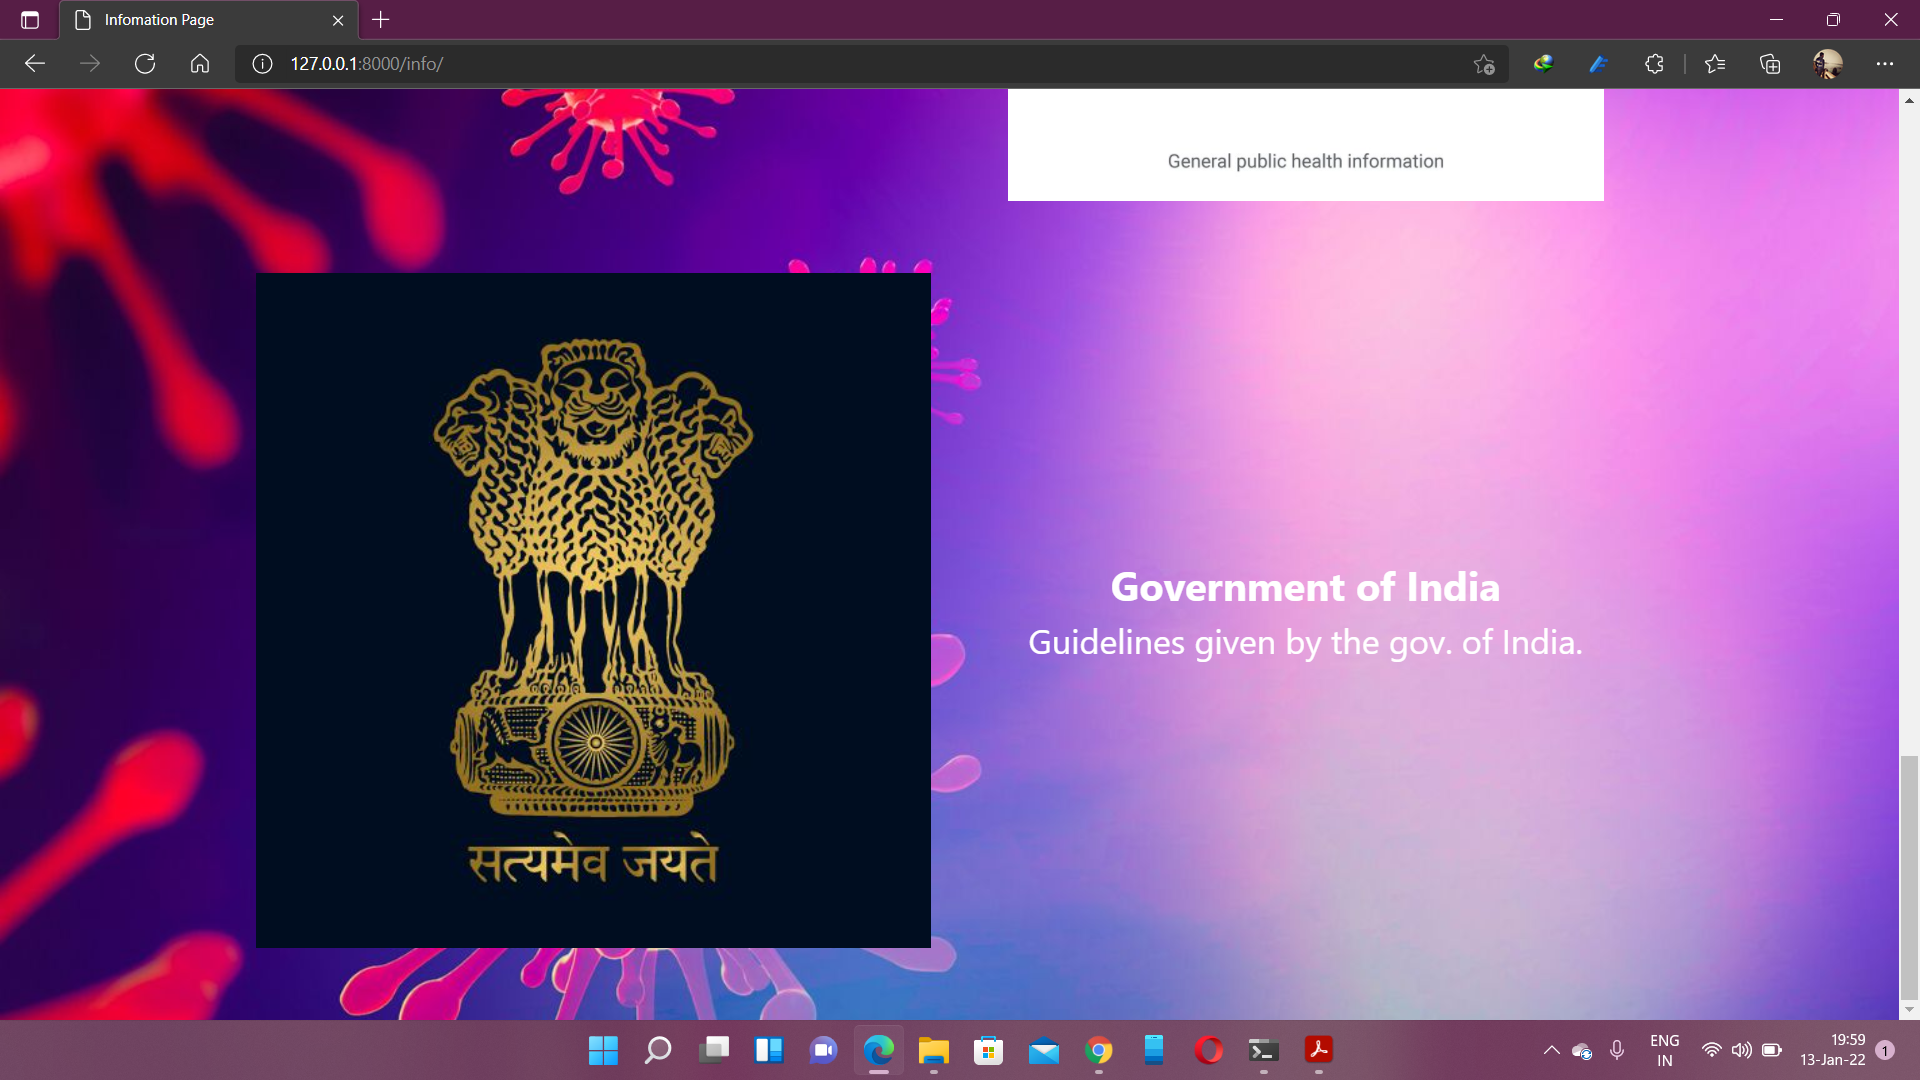 Infomation Page
127.0.0.1:8000/info/
General public health information
Government of India
Guidelines given by the gov. of India.
सत्यमेव जयते
ENG
IN
19:59
13-Jan-22
1